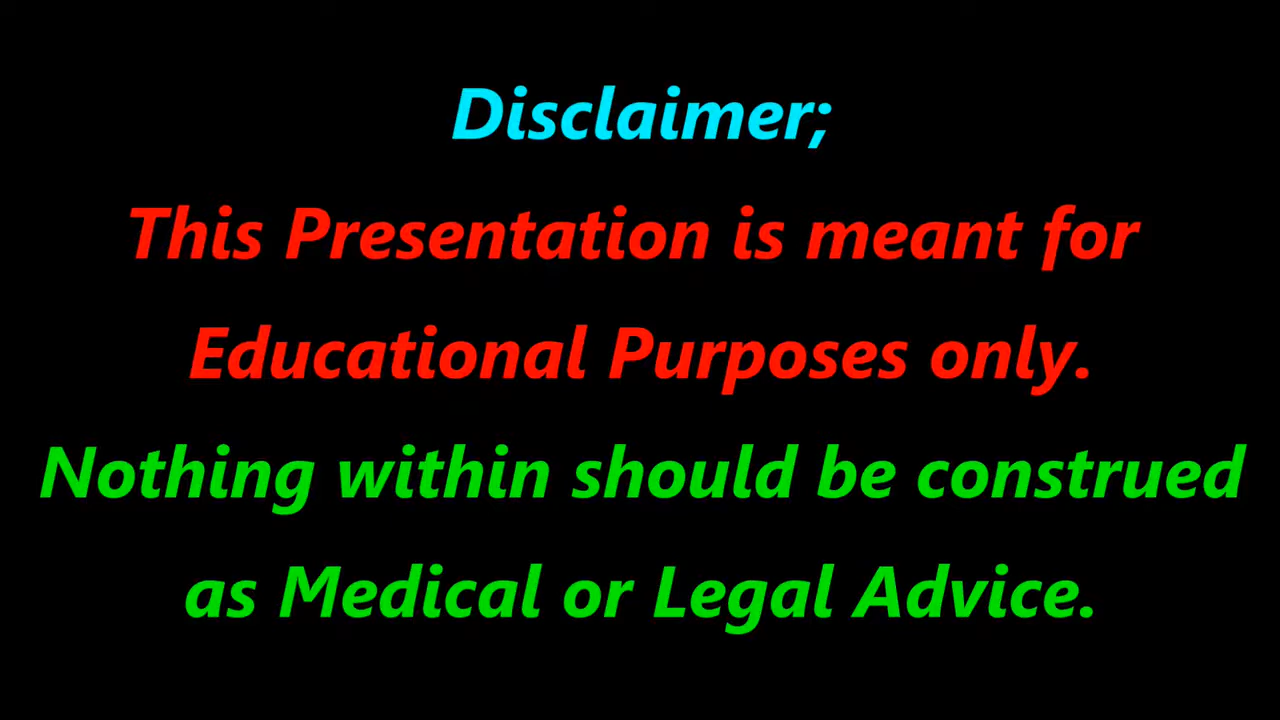 Disclaimer;
This Presentation is meant for
Educational Purposes only.
Nothing within should be construed
as Medical or Legal Advice.